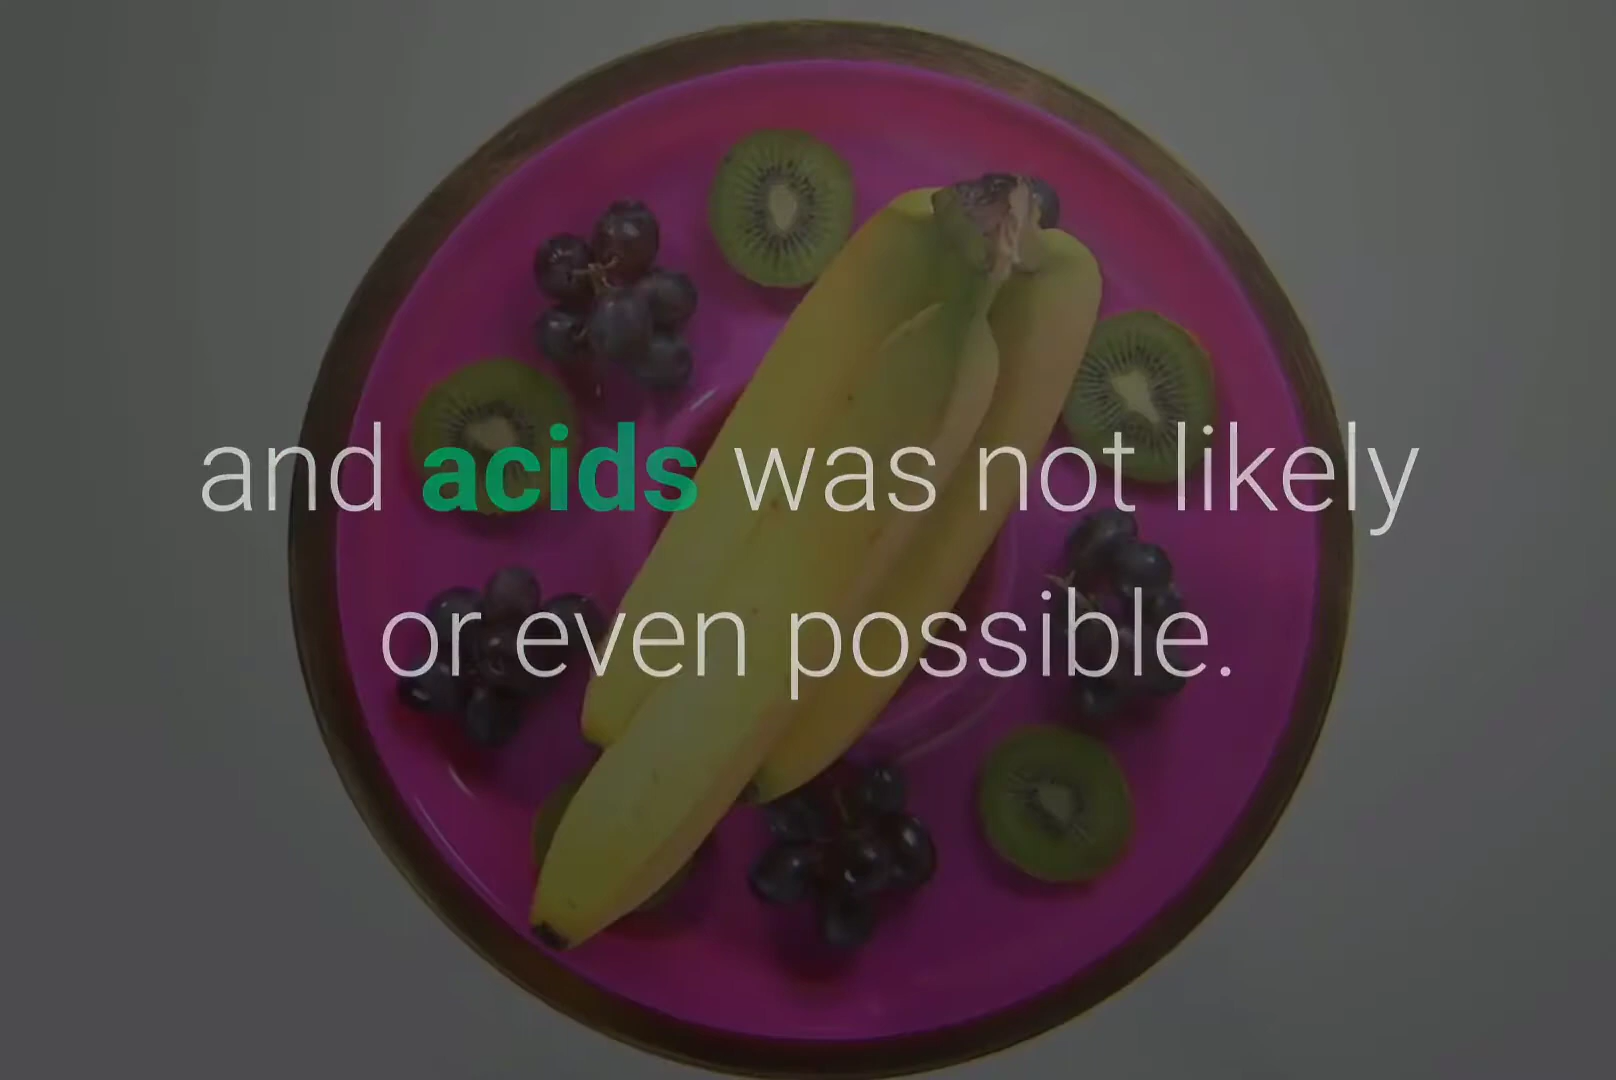 and acids was not likely
or even possible.